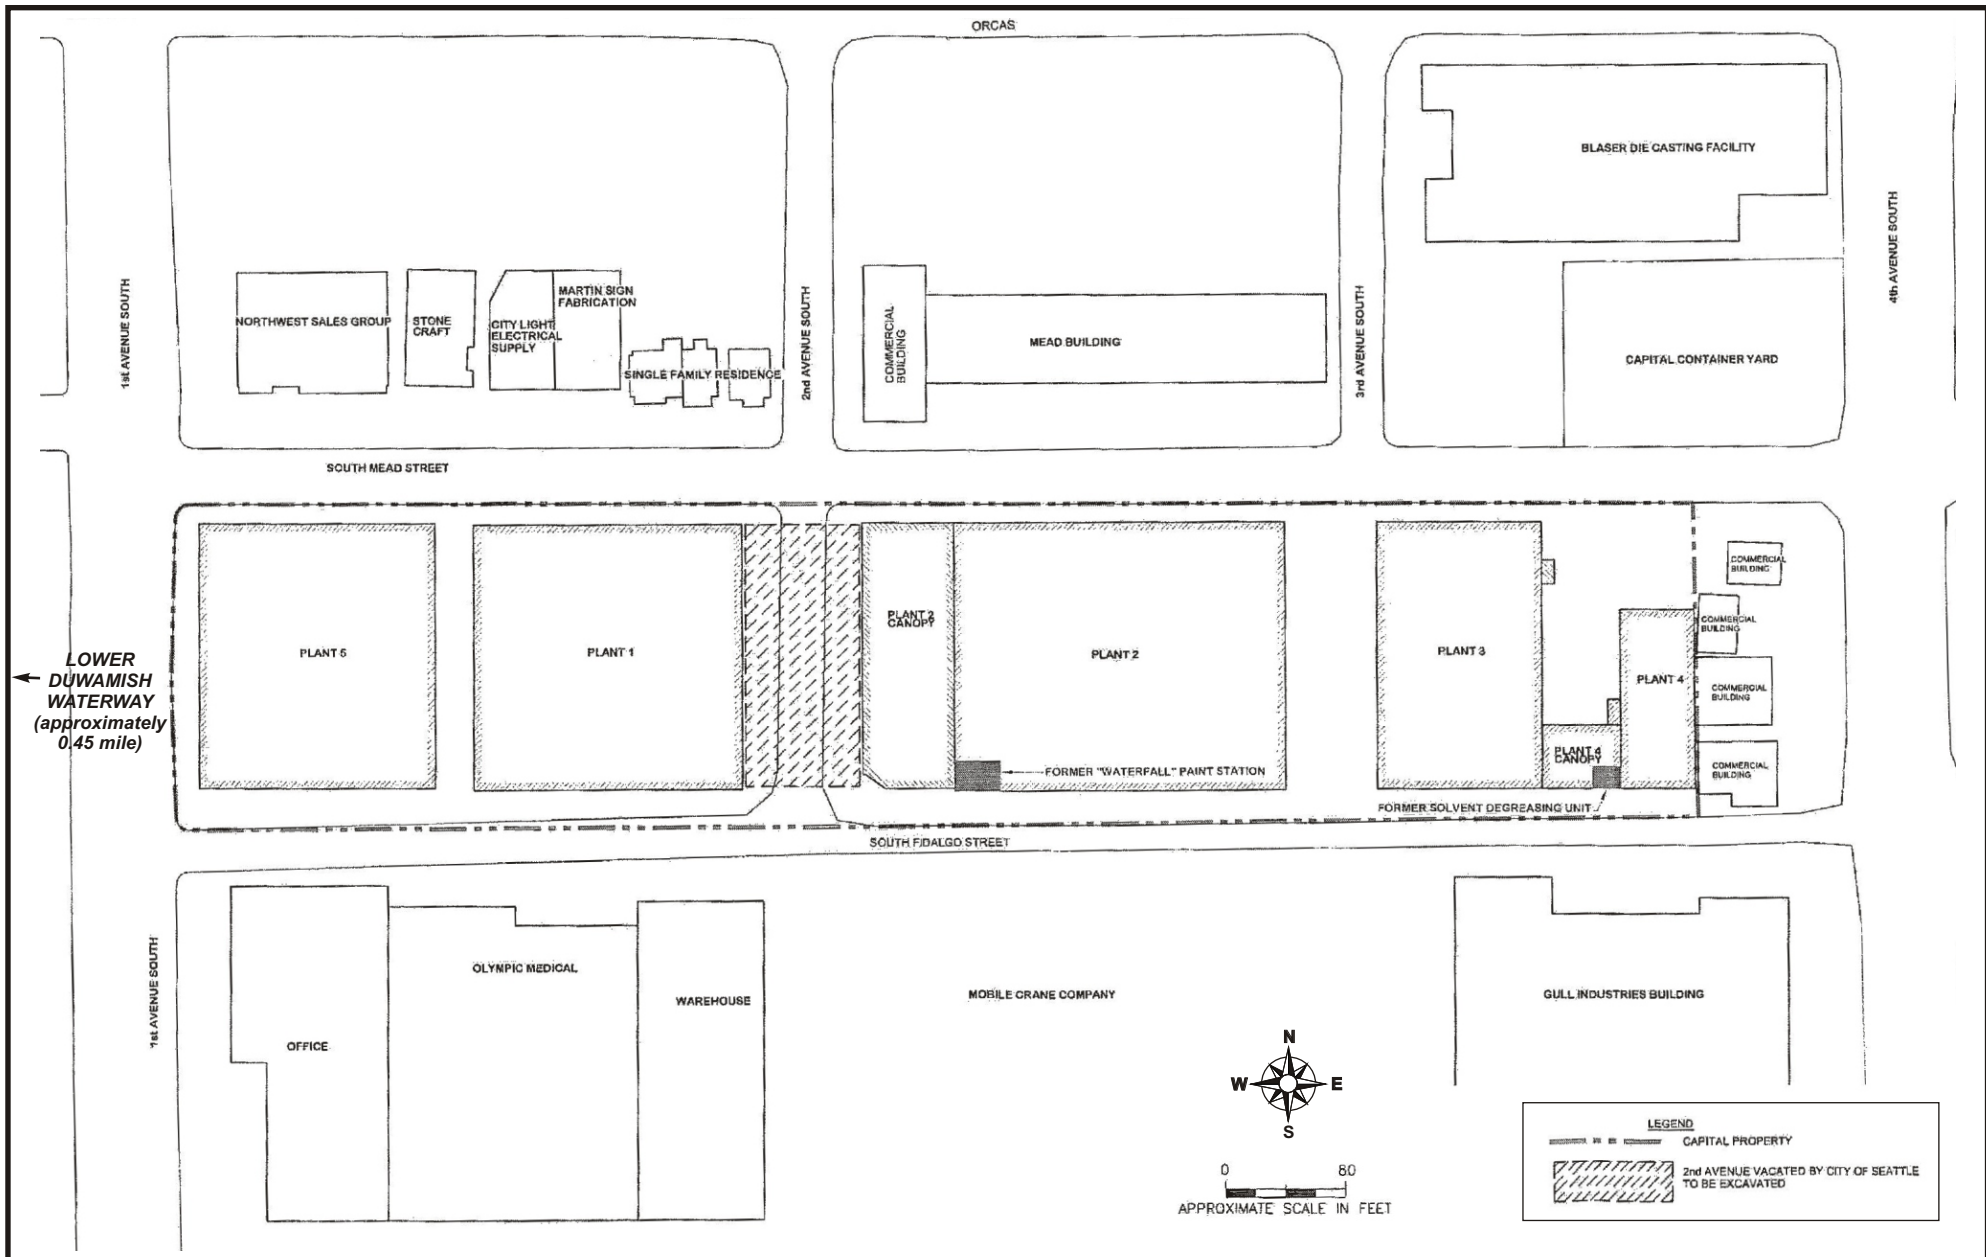 ORCAS
BLASER DIE CASTING FACILITY
1st AVENUE SOUTH
NORTHWEST SALES GROUP
STONE
CRAFT
CITY LIGHT
ELECTRICAL
SUPPLY
MARTIN SIGN
FABRICATION
SINGLE FAMILY RESIDENCE
2nd AVENUE SOUTH
COMMERCIAL
BUILDING
MEAD BUILDING
3rd AVENUE SOUTH
CAPITAL CONTAINER YARD
4th AVENUE SOUTH
SOUTH MEAD STREET
LOWER
DUWAMISH
WATERWAY
(approximately
0.45 mile)
PLANT 5
PLANT 1
PLANT 2
CANOPY
PLANT 2
FORMER "WATERFALL" PAINT STATION
PLANT 3
PLANT 4
PLANT 4
CANOPY
FORMER SOLVENT DEGREASING UNIT
COMMERCIAL
BUILDING
COMMERCIAL
BUILDING
COMMERCIAL
BUILDING
COMMERCIAL
BUILDING
SOUTH FIDALGO STREET
1st AVENUE SOUTH
OFFICE
OLYMPIC MEDICAL
WAREHOUSE
MOBILE CRANE COMPANY
GULL INDUSTRIES BUILDING
N
W E
S
0 80
APPROXIMATE SCALE IN FEET
LEGEND
CAPITAL PROPERTY
2nd AVENUE VACATED BY CITY OF SEATTLE
TO BE EXCAVATED